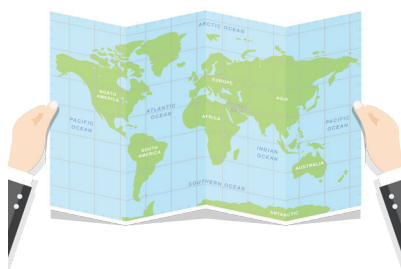 ARCTIC OCEAN
NORTH
AMERICA
EUROPE
ASIA
ATLANTIC
OCEAN
AFRICA
PACIFIC
OCEAN
PACIFIC
OCEAN
SOUTH
AMERICA
INDIAN
OCEAN
AUSTRALIA
SOUTHERN OCEAN
ANTARCTIC